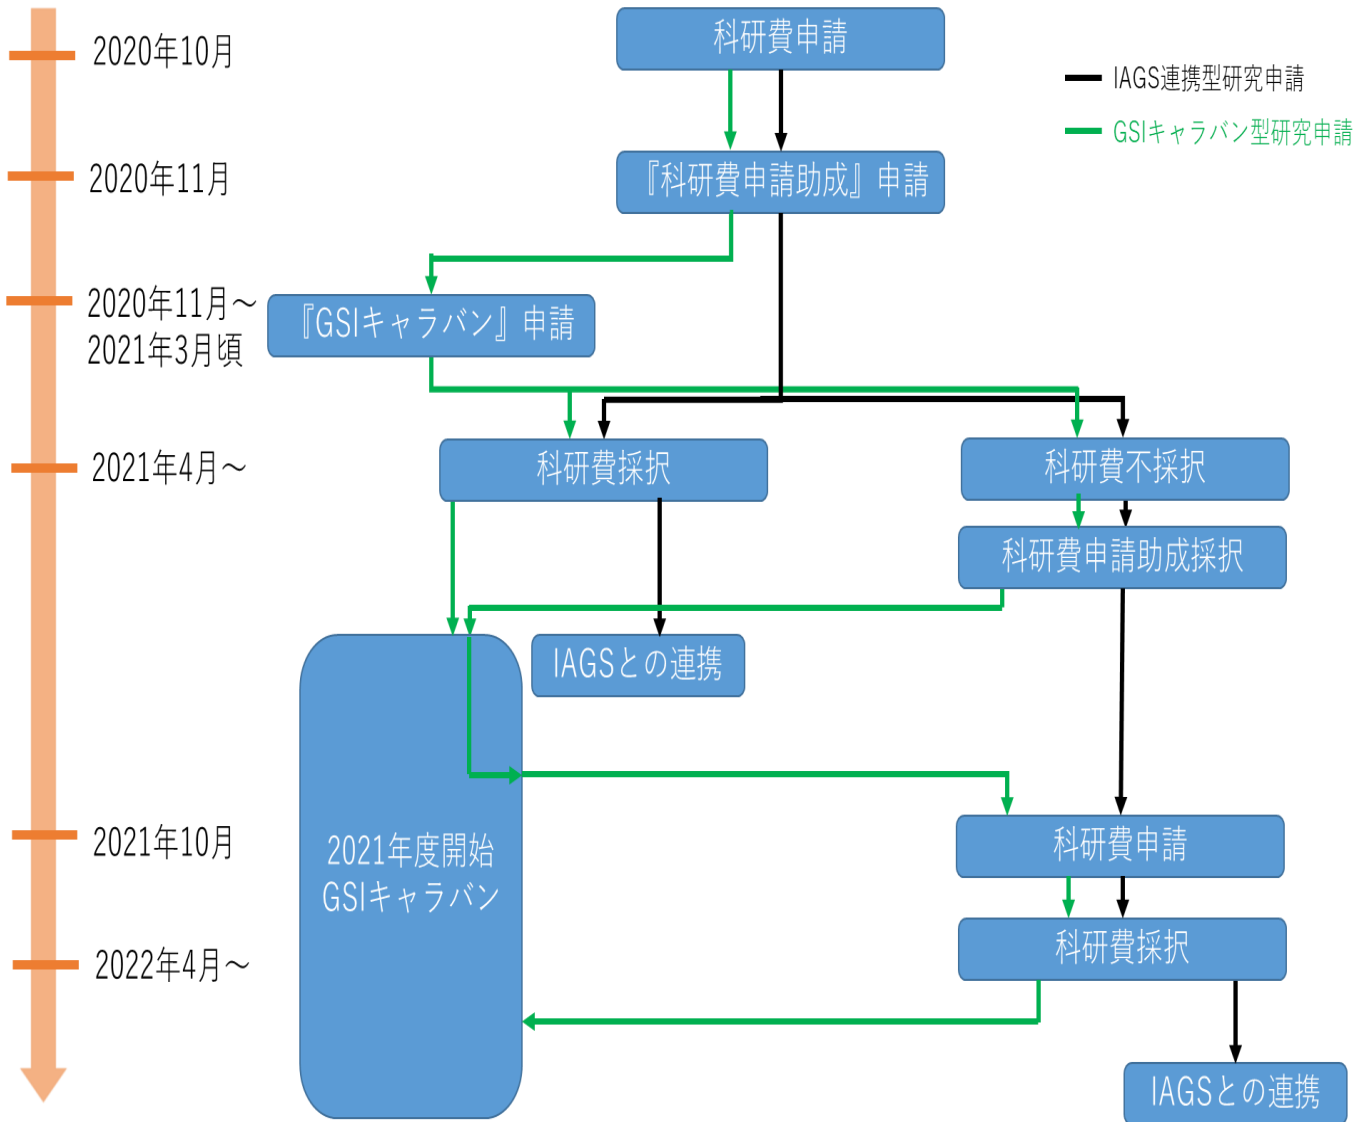 2020年10月
科研費申請
IAGS連携型研究申請
GSIキャラバン型研究申請
2020年11月
『科研費申請助成』申請
2020年11月～
2021年3月頃
『GSIキャラバン』申請
2021年4月～
科研費採択
科研費不採択
科研費申請助成採択
IAGSとの連携
2021年10月
2021年度開始
GSIキャラバン
科研費申請
2022年4月～
科研費採択
IAGSとの連携